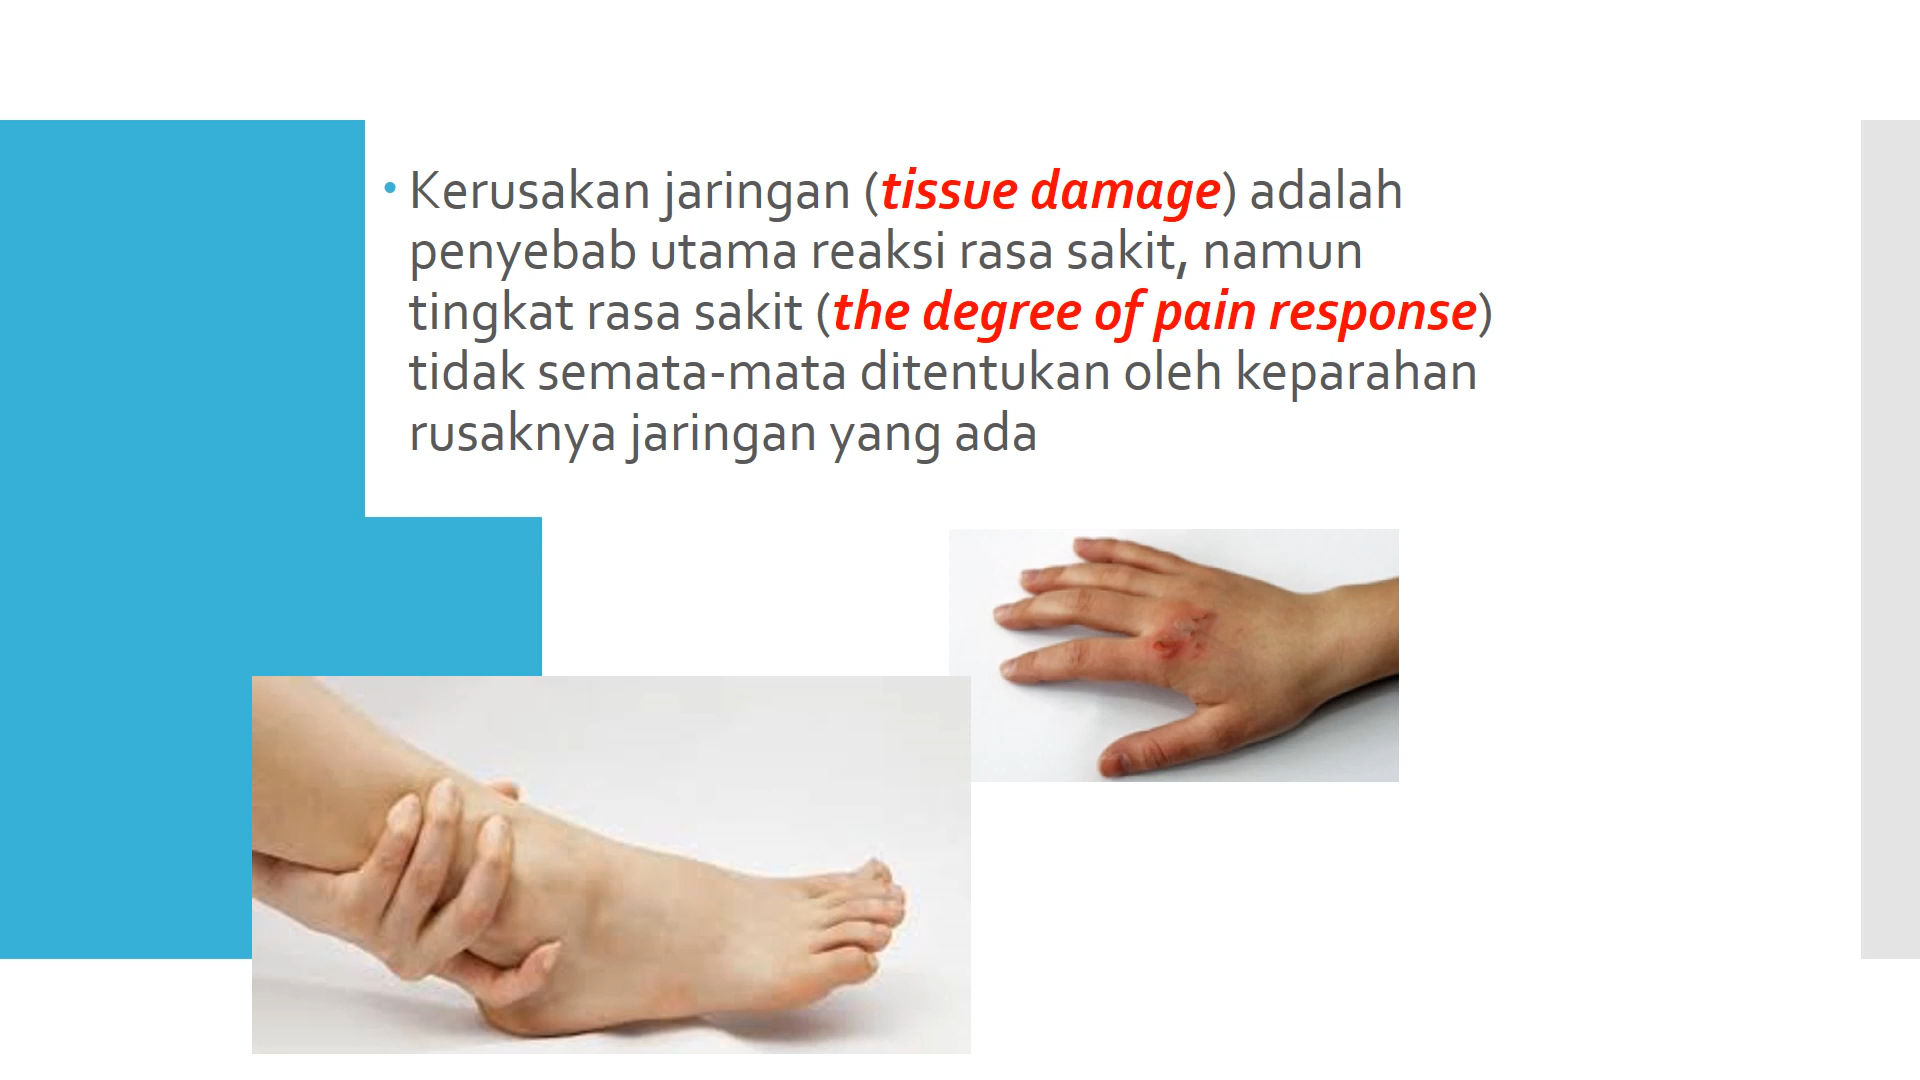 • Kerusakan jaringan (tissue damage) adalah
penyebab utama reaksi rasa sakit, namun
tingkat rasa sakit (the degree of pain response)
tidak semata-mata ditentukan oleh keparahan
rusaknya jaringan yang ada